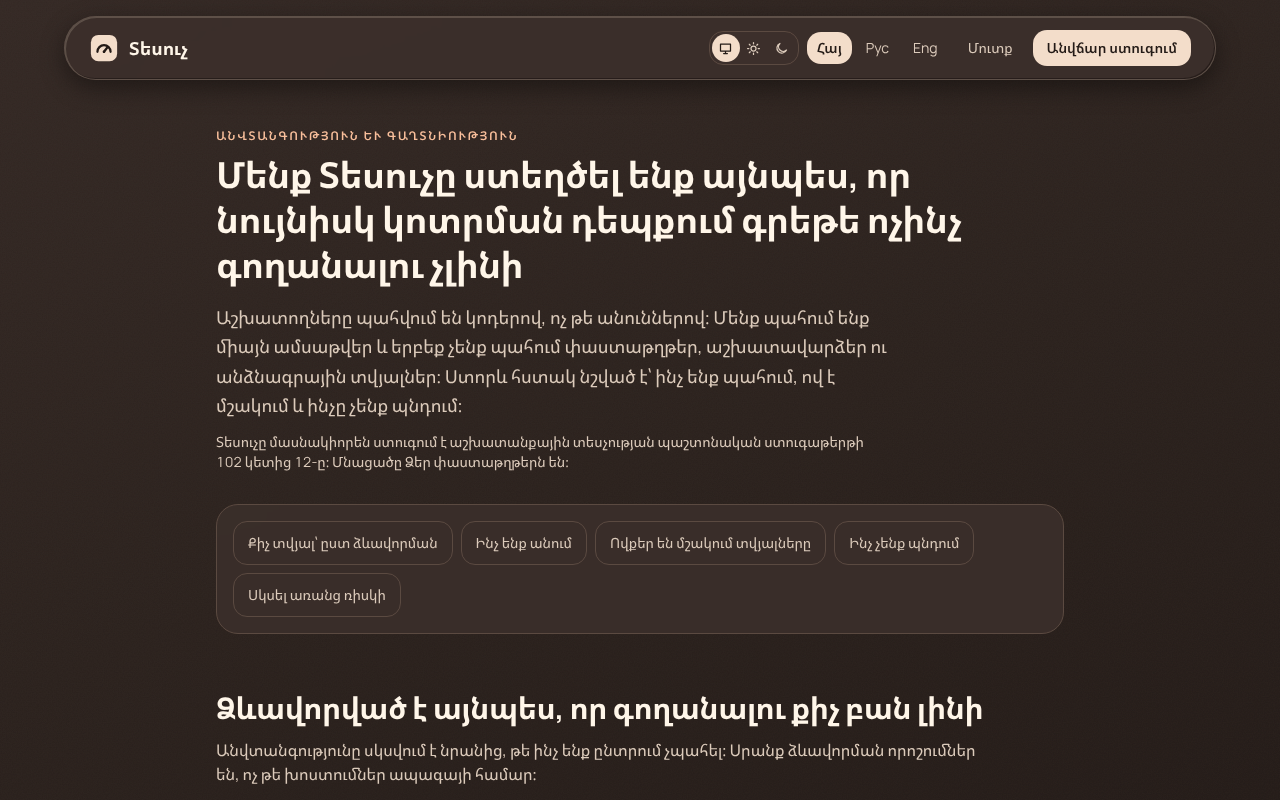 Տեսուչ
Հայ Рус Eng Մուտք Անվճար ստուգում
ԱՆՎՏԱՆԳՈՒԹՅՈՒՆ ԵՒ ԳԱՂՏՆԻՈՒԹՅՈՒՆ
Մենք Տեսուչը ստեղծել ենք այնպես, որ
նույնիսկ կոտրման դեպքում գրեթե ոչինչ
գողանալու չլինի
Աշխատողները պահվում են կոդերով, ոչ թե անուններով։ Մենք պահում ենք
միայն ամսաթվեր և երբեք չենք պահում փաստաթղթեր, աշխատավարձեր ու
անձնագրային տվյալներ։ Ստորև հստակ նշված է՝ ինչ ենք պահում, ով է
մշակում և ինչը չենք պնդում։
Տեսուչը մասնակիորեն ստուգում է աշխատանքային տեսչության պաշտոնական ստուգաթերթի
102 կետից 12-ը։ Մնացածը Ձեր փաստաթղթերն են։
Քիչ տվյալ՝ ըստ ձևավորման
Ինչ ենք անում
Ովքեր են մշակում տվյալները
Ինչ չենք պնդում
Սկսել առանց ռիսկի
Ձևավորված է այնպես, որ գողանալու քիչ բան լինի
Անվտանգությունը սկսվում է նրանից, թե ինչ ենք ընտրում չպահել։ Սրանք ձևավորման որոշումներ
են, ոչ թե խոստումներ ապագայի համար։